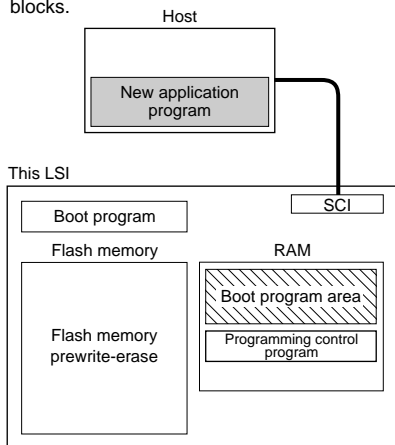 blocks.
Host
New application
program
This LSI
SCI
Boot program
Flash memory
RAM
Boot program area
Flash memory
prewrite-erase
Programming control
program